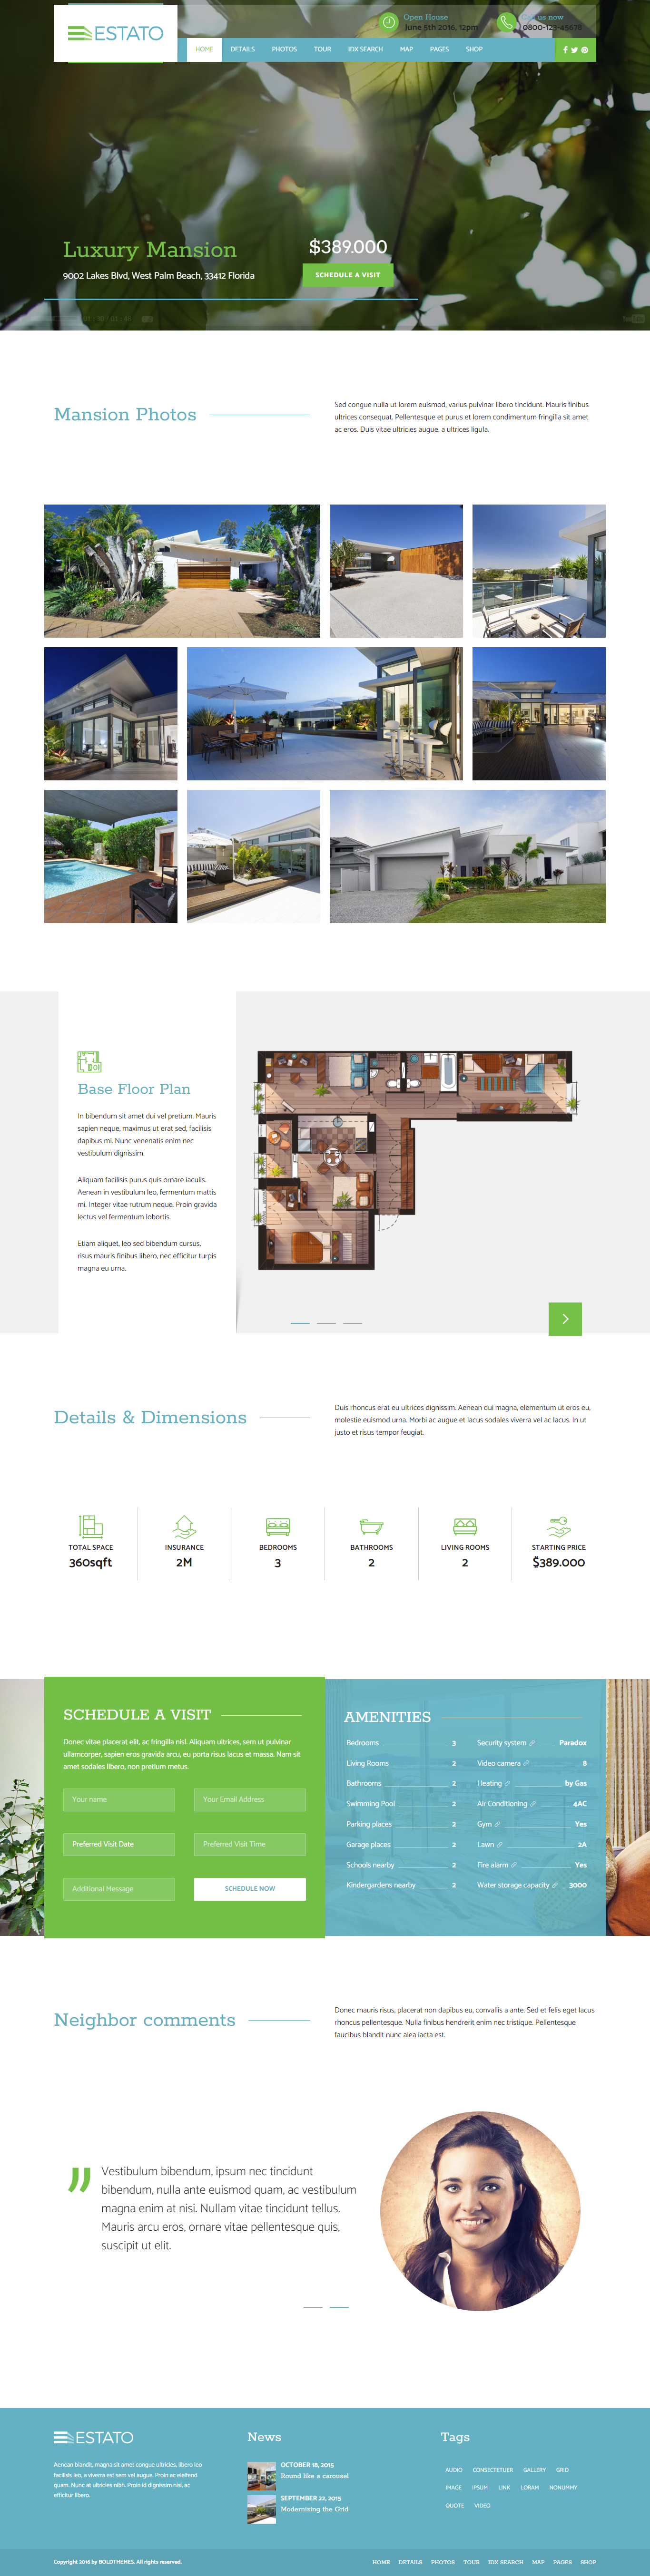 ESTATO
Open House
June 5th 2016, 12pm
us now
0800-123-45678
HOME DETAILS PHOTOS TOUR IDX SEARCH MAP PAGES SHOP
Luxury Mansion
9002 Lakes Blvd, West Palm Beach, 33412 Florida
$389.000
SCHEDULE A VISIT
Mansion Photos
Sed congue nulla ut lorem euismod, varius pulvinar libero tincidunt. Mauris finibus
ultrices consequat. Pellentesque et purus et lorem condimentum fringilla sit amet
ac eros. Duis vitae ultricies augue, a ultrices ligula.
Base Floor Plan
In bibendum sit amet dui vel pretium. Mauris
sapien neque, maximus ut erat sed, facilisis
dapibus mi. Nunc venenatis enim nec
vestibulum dignissim.
Aliquam facilisis purus quis ornare iaculis.
Aenean in vestibulum leo, fermentum mattis
mi. Integer vitae rutrum neque. Proin gravida
lectus vel fermentum lobortis.
Etiam aliquet, leo sed bibendum cursus,
risus mauris finibus libero, nec efficitur turpis
magna eu urna.
Details & Dimensions
Duis rhoncus erat eu ultrices dignissim. Aenean dui magna, elementum ut eros eu,
molestie euismod urna. Morbi ac augue et lacus sodales viverra vel ac lacus. In ut
justo et risus tempor feugiat.
TOTAL SPACE
360sqft
INSURANCE
2M
BEDROOMS
3
BATHROOMS
2
LIVING ROOMS
2
STARTING PRICE
$389.000
SCHEDULE A VISIT
Donec vitae placerat elit, ac fringilla nisl. Aliquam ultrices, sem ut pulvinar
ullamcorper, sapien eros gravida arcu, eu porta risus lacus et massa. Nam sit
amet sodales libero, non pretium metus.
Your name
Your Email Address
Preferred Visit Date
Preferred Visit Time
Additional Message
SCHEDULE NOW
AMENITIES
Bedrooms 3
Living Rooms 2
Bathrooms 2
Swimming Pool 2
Parking places 2
Garage places 2
Schools nearby 2
Kindergardens nearby 2
Security system Paradox
Video camera 8
Heating by Gas
Air Conditioning 4AC
Gym Yes
Lawn 2A
Fire alarm Yes
Water storage capacity 3000
Neighbor comments
Donec mauris risus, placerat non dapibus eu, convallis a ante. Sed et felis eget lacus
rhoncus pellentesque. Nulla finibus hendrerit enim nec tristique. Pellentesque
faucibus blandit nunc alea iacta est.
Vestibulum bibendum, ipsum nec tincidunt
bibendum, nulla ante euismod quam, ac vestibulum
magna enim at nisi. Nullam vitae tincidunt tellus.
Mauris arcu eros, ornare vitae pellentesque quis,
suscipit ut elit.
ESTATO
Aenean blandit, magna sit amet congue ultricies, libero leo
facilisis leo, a viverra est sem vel augue. Proin ac eleifend
quam. Nunc at ultricies nibh. Proin id dignissim nisi, ac
efficitur libero.
News
OCTOBER 18, 2015
Round like a carousel
SEPTEMBER 22, 2015
Modernizing the Grid
Tags
AUDIO CONSECTETUER GALLERY GRID
IMAGE IPSUM LINK LORAM NONUMMY
QUOTE VIDEO
Copyright 2016 by BOLDTHEMES. All rights reserved.
HOME DETAILS PHOTOS TOUR IDX SEARCH MAP PAGES SHOP